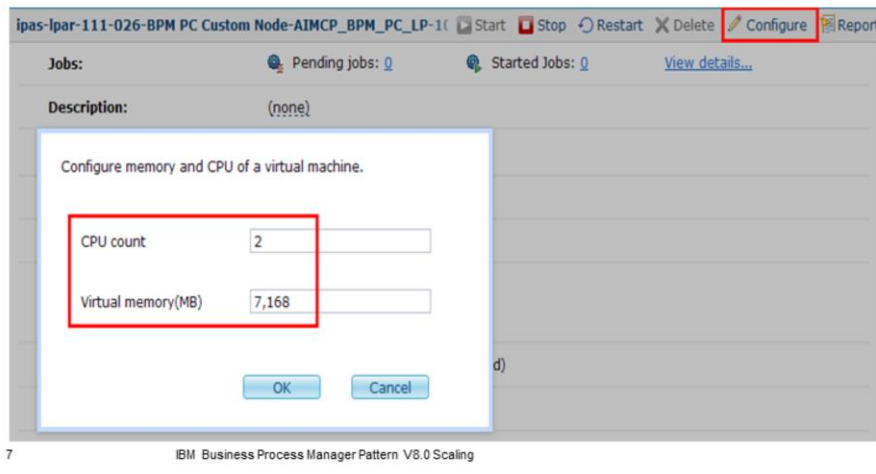 ipas-lpar-111-026-BPM PC Custom Node-AIMCP_BPM_PC_LP-1( Start Stop Restart Delete Configure Report
Jobs: Pending jobs: 0 Started Jobs: 0 View details...
Description: (none)
Configure memory and CPU of a virtual machine.
CPU count 2
Virtual memory(MB) 7,168
d)
OK Cancel
7 IBM Business Process Manager Pattern V8.0 Scaling